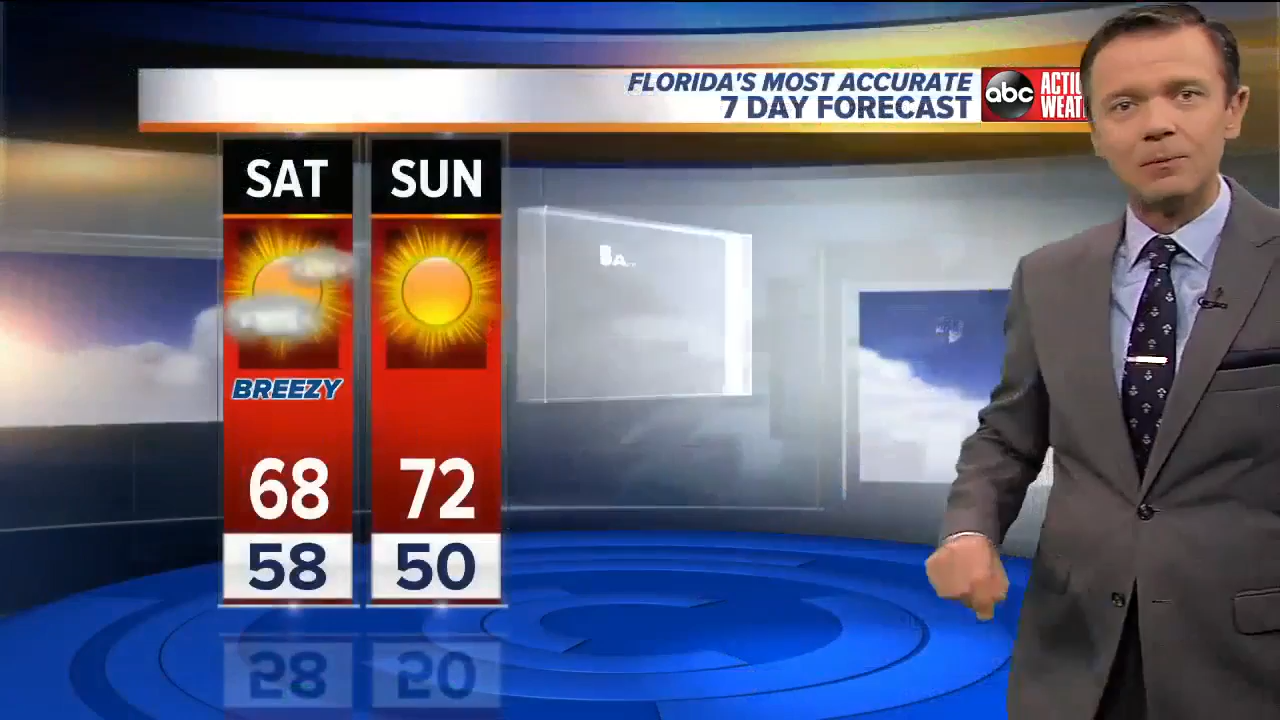 FLORIDA'S MOST ACCURATE
7 DAY FORECAST
abc
SAT
SUN
BREEZY
68
72
58
50